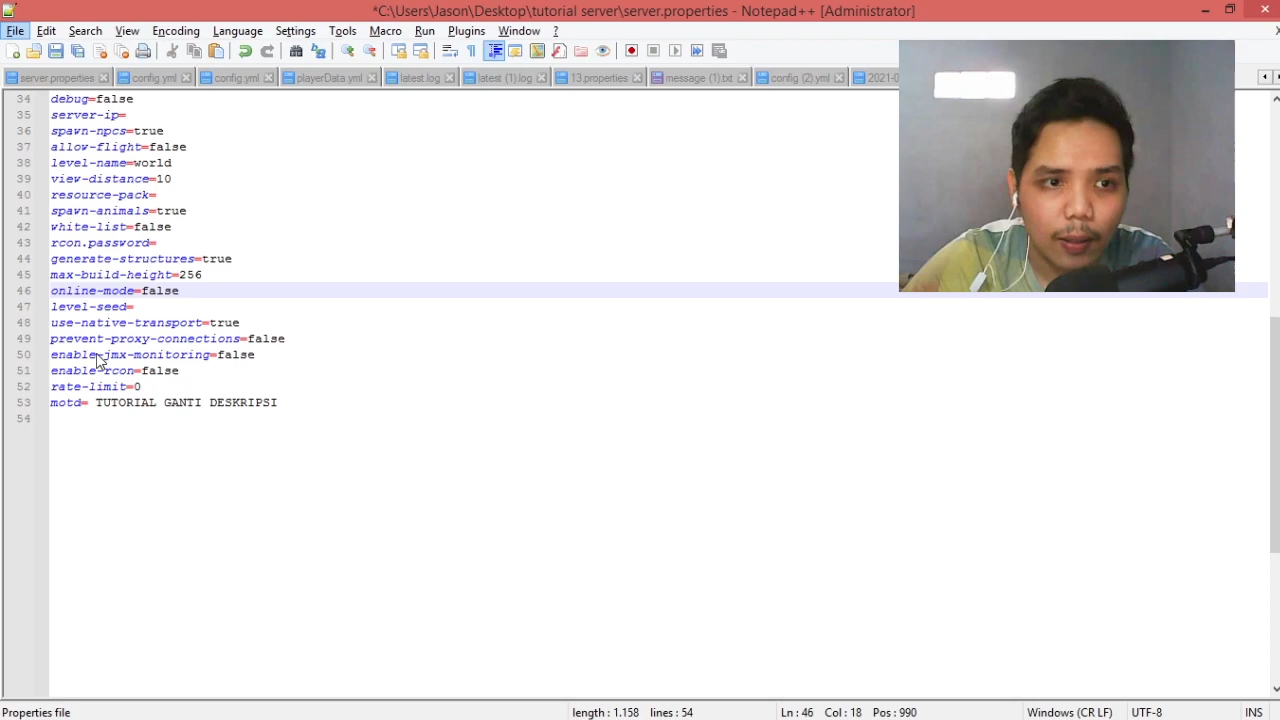 *C:\Users\Jason\Desktop\tutorial server\server.properties - Notepad++ [Administrator]
File Edit Search View Encoding Language Settings Tools Macro Run Plugins Window ?
server.properties config.yml config.yml playerData.yml latest.log latest (1).log 13.properties message (1).txt config (2).yml 2021-0
34 debug=false
35 server-ip=
36 spawn-npcs=true
37 allow-flight=false
38 level-name=world
39 view-distance=10
40 resource-pack=
41 spawn-animals=true
42 white-list=false
43 rcon.password=
44 generate-structures=true
45 max-build-height=256
46 online-mode=false
47 level-seed=
48 use-native-transport=true
49 prevent-proxy-connections=false
50 enable-jmx-monitoring=false
51 enable-rcon=false
52 rate-limit=0
53 motd= TUTORIAL GANTI DESKRIPSI
54
Properties file length : 1.158 lines : 54 Ln : 46 Col : 18 Pos : 990 Windows (CR LF) UTF-8 INS